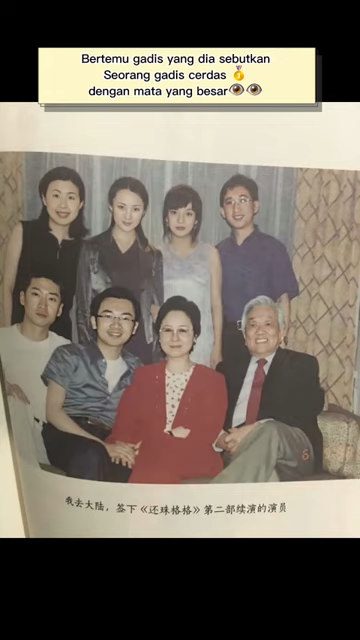 Bertemu gadis yang dia sebutkan
Seorang gadis cerdas 🥇
dengan mata yang besar👁️👁️
我去大陆，签下《还珠格格》第二部续演的演员
6